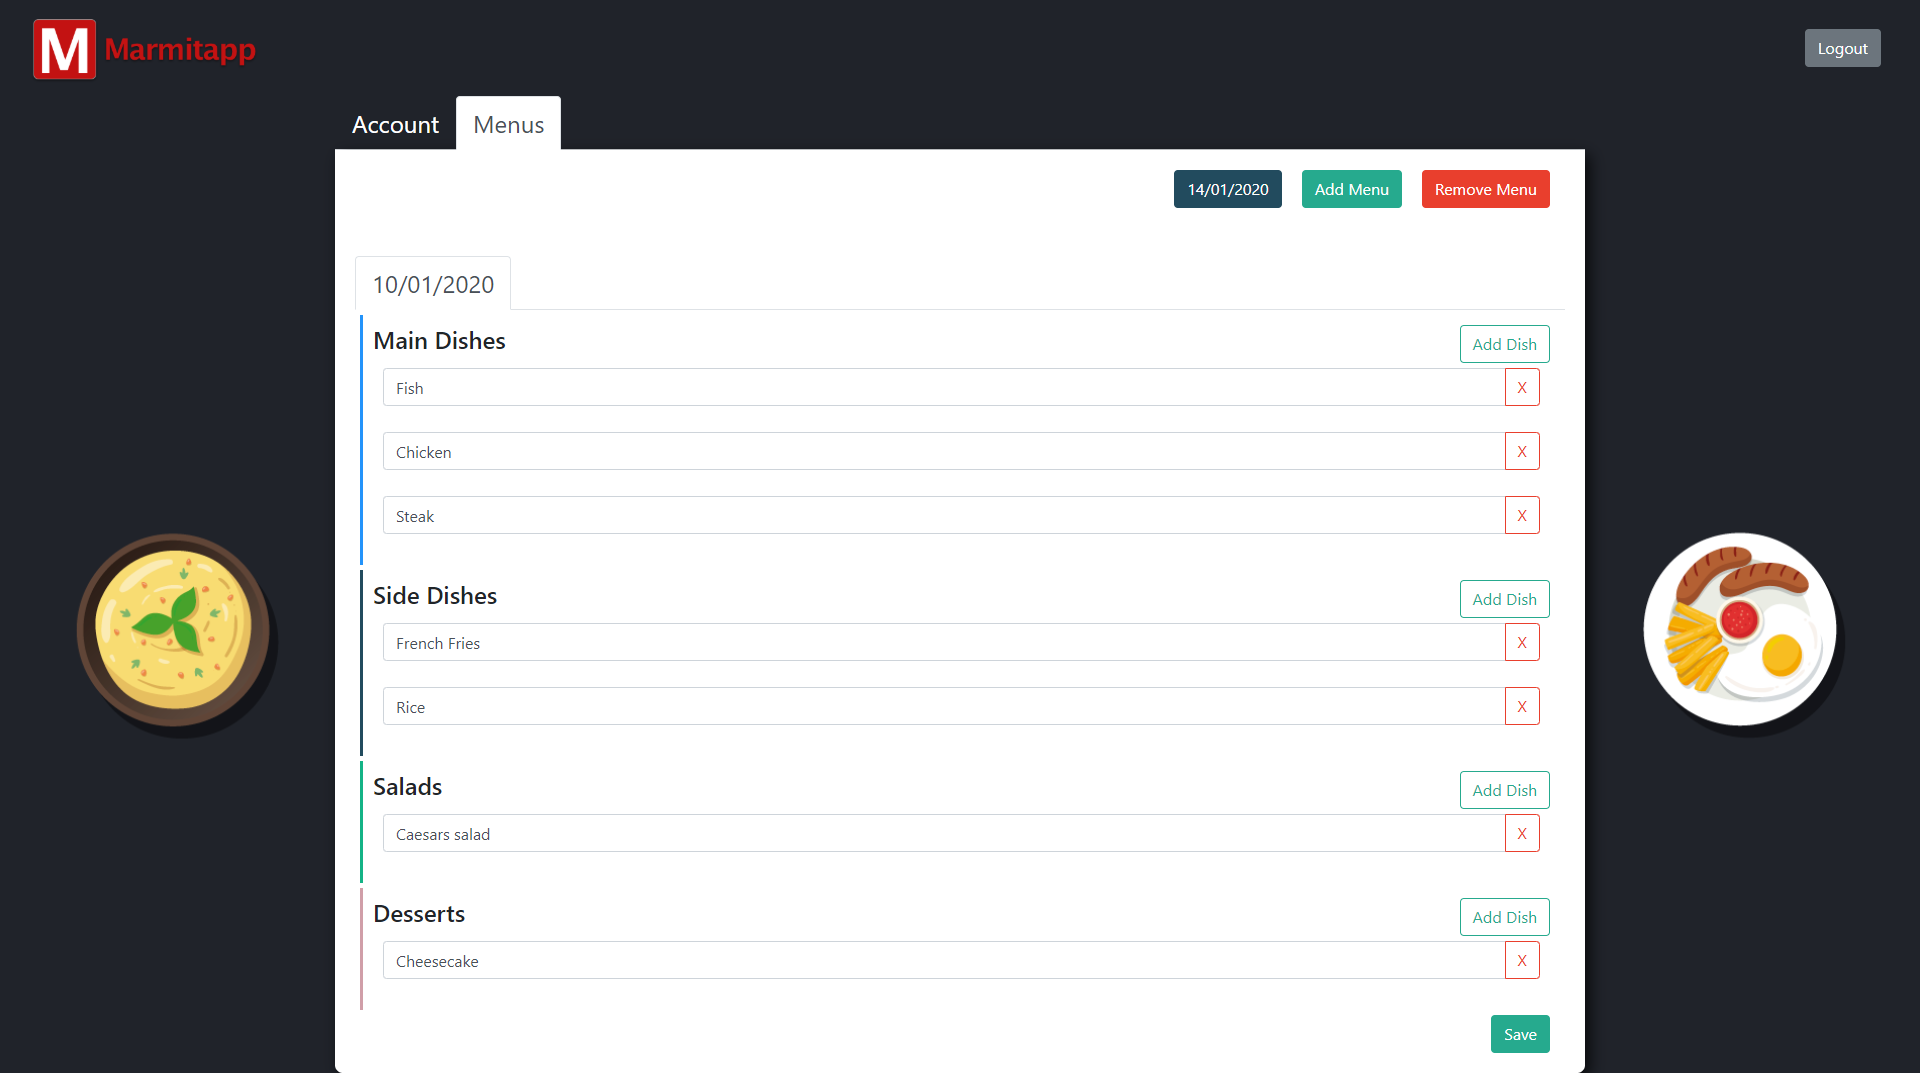 M Marmitapp
Logout
Account Menus
14/01/2020 Add Menu Remove Menu
10/01/2020
Main Dishes Add Dish
Fish X
Chicken X
Steak X
Side Dishes Add Dish
French Fries X
Rice X
Salads Add Dish
Caesars salad X
Desserts Add Dish
Cheesecake X
Save